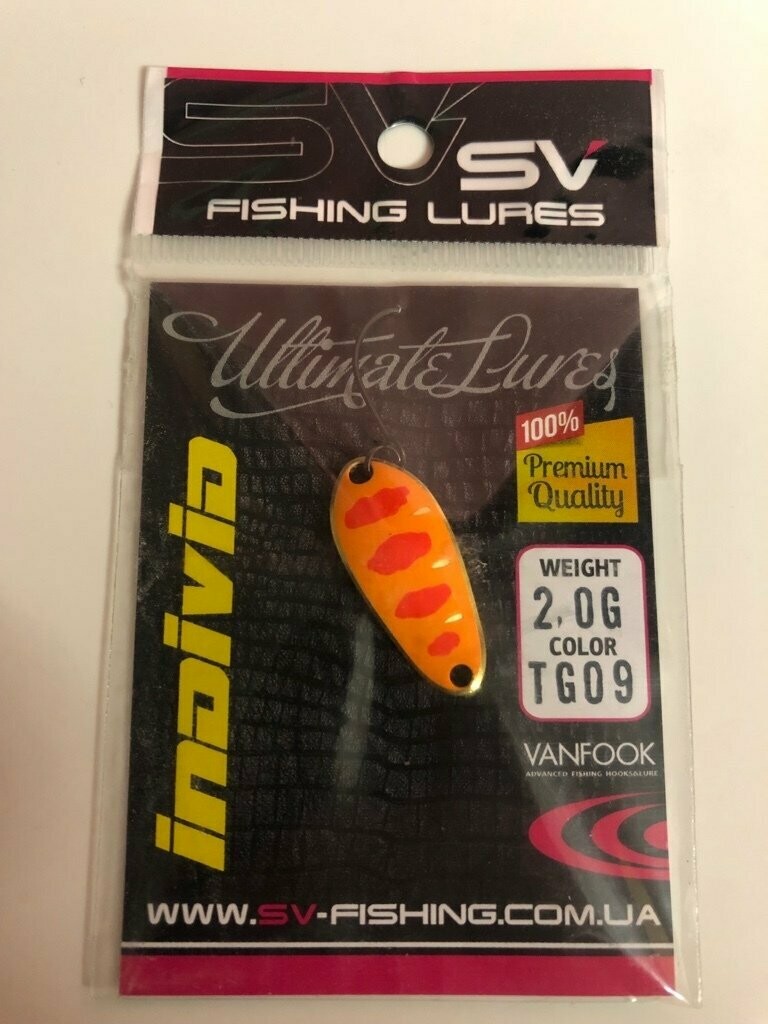 SV
SV
FISHING LURES
Ultimate Lures
inDiViD
100%
Premium
Quality
WEIGHT
2,0G
COLOR
TG09
VANFOOK
ADVANCED FISHING HOOKS&LURE
WWW.SV-FISHING.COM.UA